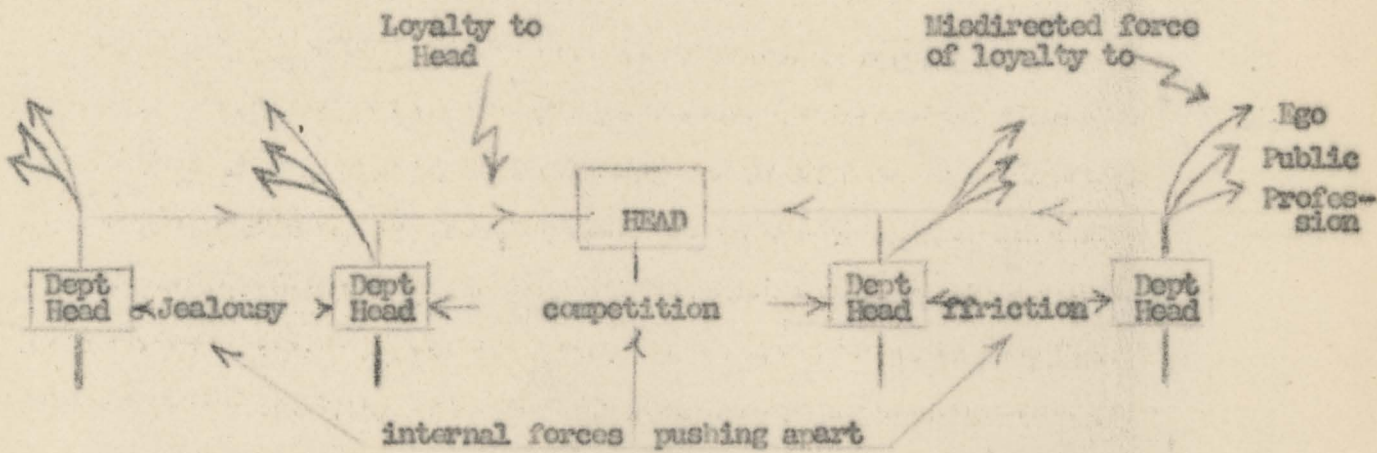 Loyalty to
Head
Misdirected force
of loyalty to
Ego
Public
Profes-
sion
HEAD
Dept
Head
Jealousy
Dept
Head
competition
Dept
Head
ffriction
Dept
Head
internal forces pushing apart